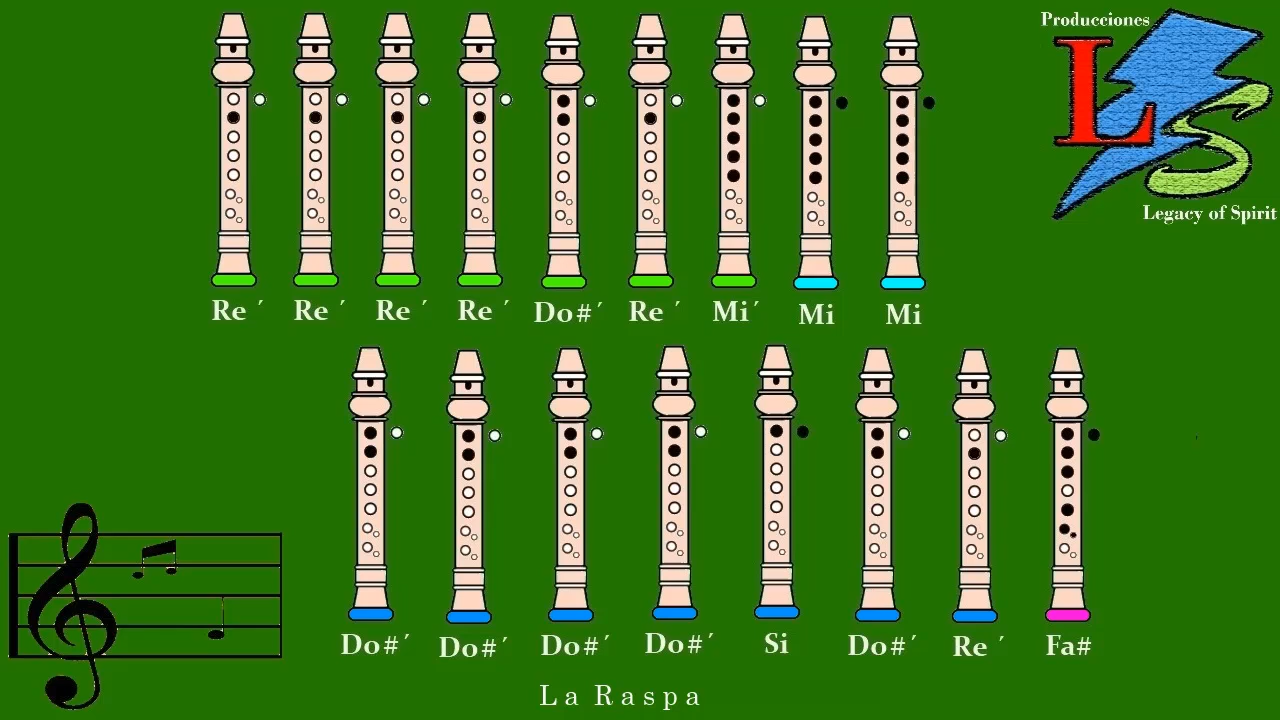 Producciones
L S
Legacy of Spirit
Re ´ Re ´ Re ´ Re ´ Do#´ Re ´ Mi´ Mi Mi
Do#´ Do#´ Do#´ Do#´ Si Do#´ Re ´ Fa#
La Raspa